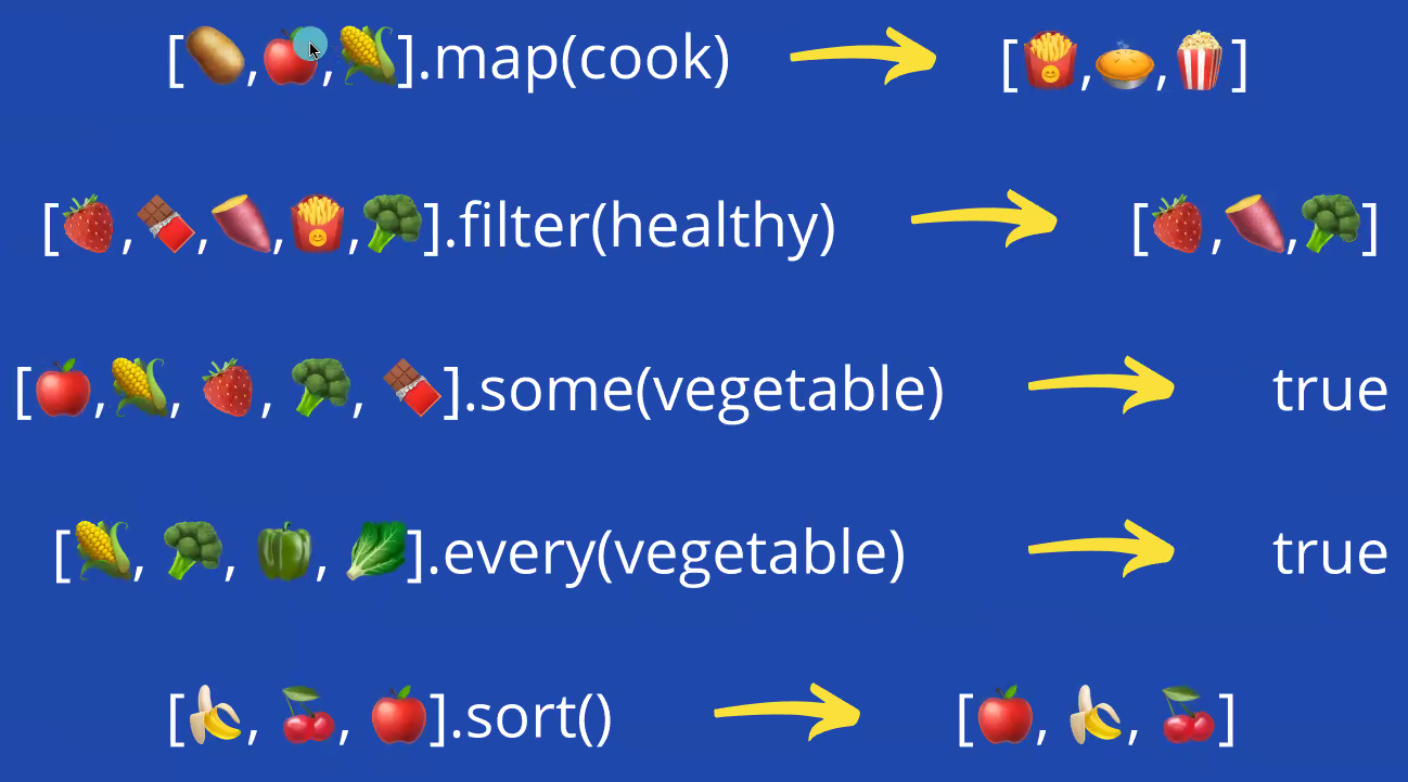 [🥔,🍎,🌽].map(cook) [🍟,🥧,🍿]
[🍓,🍫,🍠,🍟,🥦].filter(healthy) [🍓,🍠,🥦]
[🍎,🌽, 🍓, 🥦, 🍫].some(vegetable) true
[🌽, 🥦, 🫑, 🥬].every(vegetable) true
[🍌, 🍒, 🍎].sort() [🍎, 🍌, 🍒]